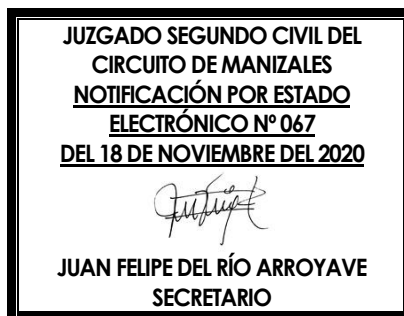 JUZGADO SEGUNDO CIVIL DEL
CIRCUITO DE MANIZALES
NOTIFICACIÓN POR ESTADO
ELECTRÓNICO Nº 067
DEL 18 DE NOVIEMBRE DEL 2020
JUAN FELIPE DEL RÍO ARROYAVE
SECRETARIO